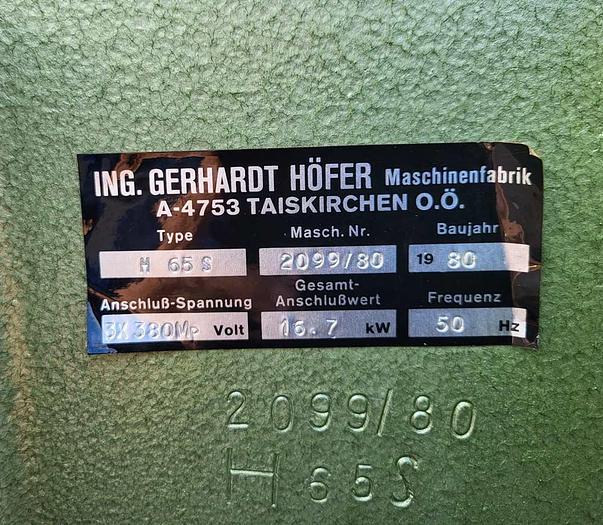 ING. GERHARDT HÖFER Maschinenfabrik
A-4753 TAISKIRCHEN O.Ö.
Type Masch. Nr. Baujahr
H 65 S 2099/80 19 80
Anschluß-Spannung Gesamt-Anschlußwert Frequenz
3X380Mp Volt 16.7 kW 50 Hz
2099/80
H 65S